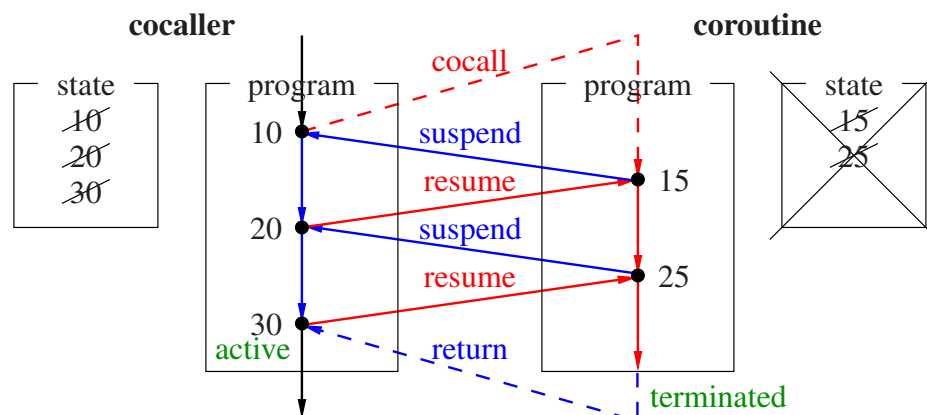 cocaller
coroutine
cocall
state
program
program
state
10
10
suspend
15
20
resume
15
25
30
20
suspend
resume
25
30
active
return
terminated